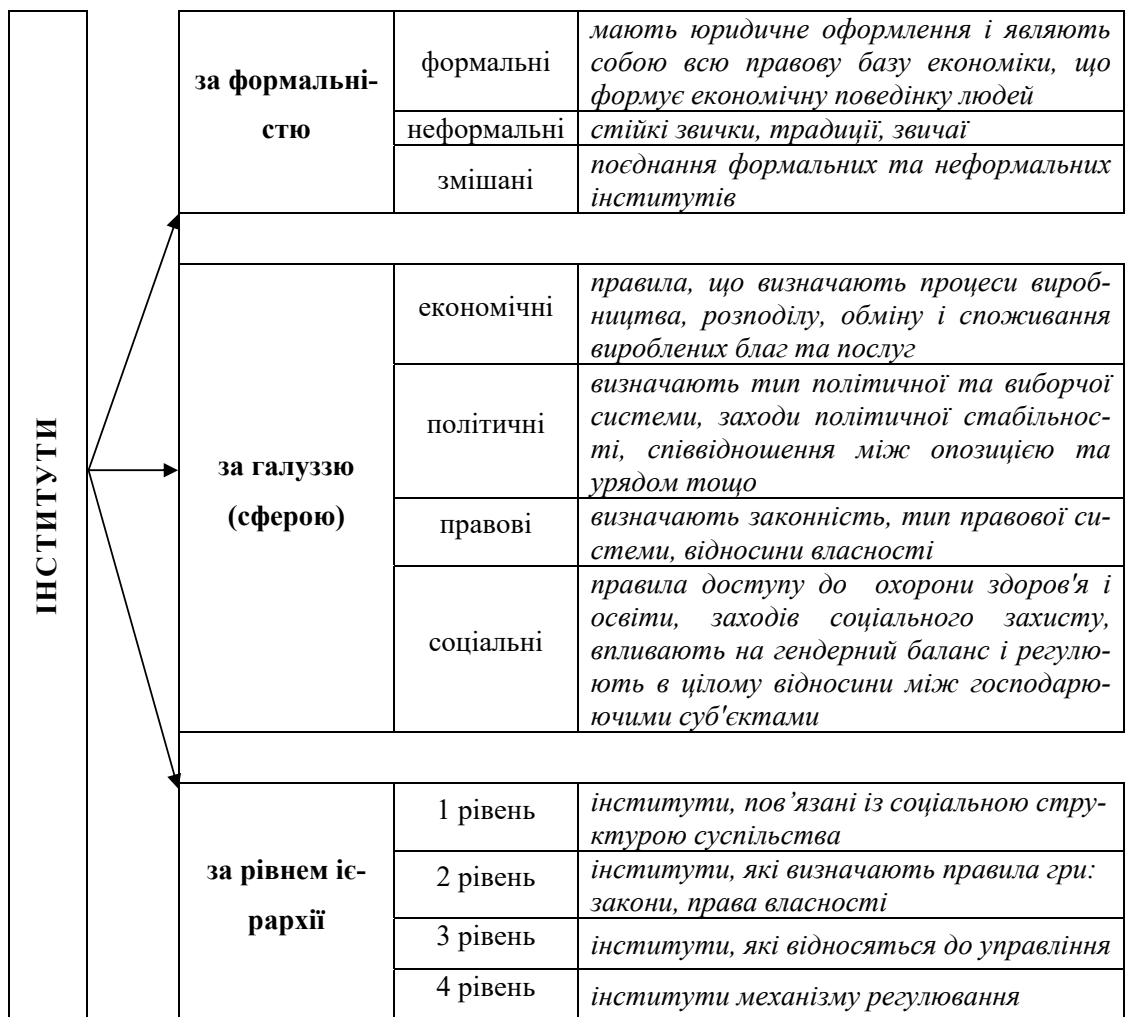 ІНСТИТУТИ
за формальні-
стю
формальні
мають юридичне оформлення і являють
собою всю правову базу економіки, що
формує економічну поведінку людей
неформальні
стійкі звички, традиції, звичаї
змішані
поєднання формальних та неформальних
інститутів
за галуззю
(сферою)
економічні
правила, що визначають процеси вироб-
ництва, розподілу, обміну і споживання
вироблених благ та послуг
політичні
визначають тип політичної та виборчої
системи, заходи політичної стабільнос-
ті, співвідношення між опозицією та
урядом тощо
правові
визначають законність, тип правової си-
стеми, відносини власності
соціальні
правила доступу до охорони здоров'я і
освіти, заходів соціального захисту,
впливають на гендерний баланс і регулю-
ють в цілому відносини між господарю-
ючими суб'єктами
за рівнем іє-
рархії
1 рівень
інститути, пов’язані із соціальною стру-
ктурою суспільства
2 рівень
інститути, які визначають правила гри:
закони, права власності
3 рівень
інститути, які відносяться до управління
4 рівень
інститути механізму регулювання